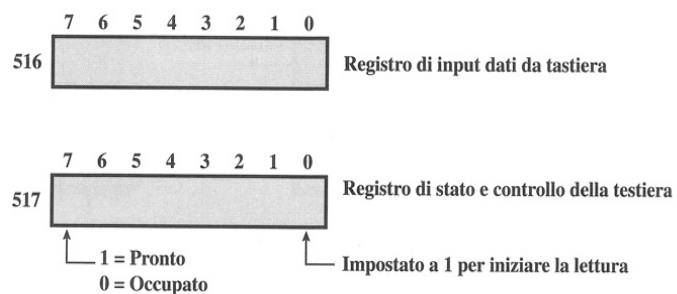 7 6 5 4 3 2 1 0
516
Registro di input dati da tastiera
7 6 5 4 3 2 1 0
517
Registro di stato e controllo della testiera
1 = Pronto
0 = Occupato
Impostato a 1 per iniziare la lettura